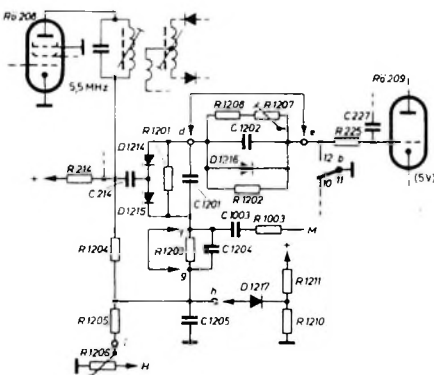 Rö 208
5,5 MHz
Rö 209
R 1208
R 1207
C 227
R 1201
d
e
R 225
D 1214
C 1202
R 214
D 1216
12 b
+
10 11
(5V)
C 214
R 1202
D 1215
C 1201
C 1003
R 1003
M
f
R 1204
R 1203
C 1204
+
g
R 1211
h
D 1217
R 1205
C 1205
R 1210
i
R 1206
H